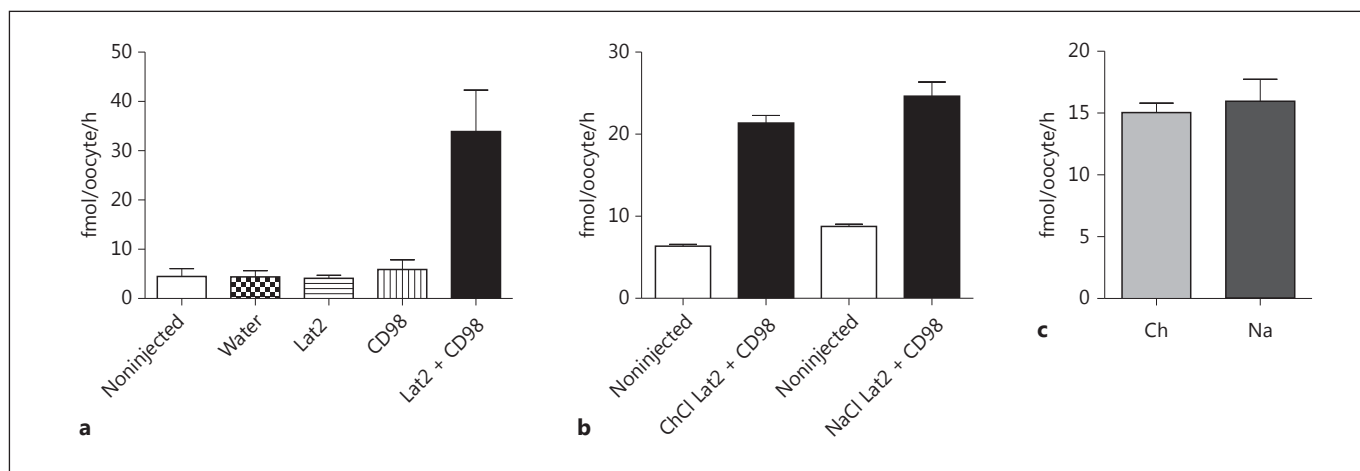 50
40
30
20
10
0
fmol/oocyte/h
Noninjected
Water
Lat2
CD98
Lat2 + CD98
a
30
20
10
0
fmol/oocyte/h
Noninjected
ChCl Lat2 + CD98
Noninjected
NaCl Lat2 + CD98
b
20
15
10
5
0
fmol/oocyte/h
Ch
Na
c